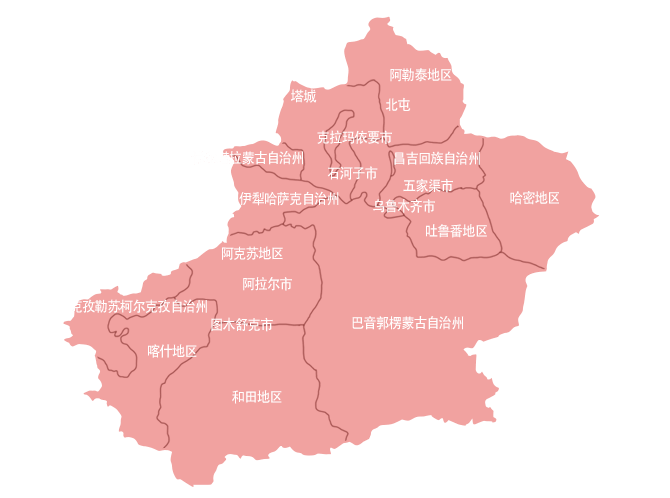 阿勒泰地区
塔城
北屯
克拉玛依要市
拉蒙古自治州
昌吉回族自治州
石河子市
五家渠市
伊犁哈萨克自治州
哈密地区
乌鲁木齐市
吐鲁番地区
阿克苏地区
阿拉尔市
克孜勒苏柯尔克孜自治州
图木舒克市
巴音郭楞蒙古自治州
喀什地区
和田地区